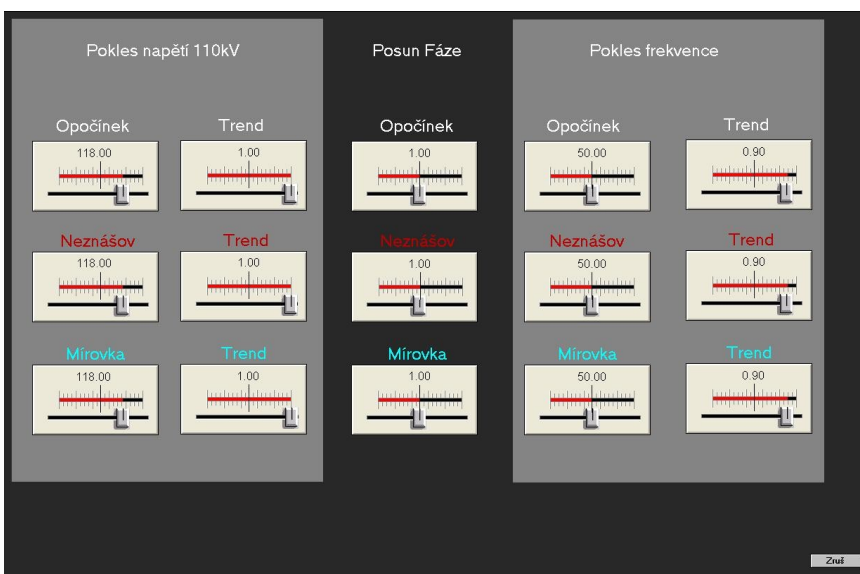 Pokles napětí 110kV
Posun Fáze
Pokles frekvence
Opočínek Trend Opočínek Opočínek Trend
118.00 1.00 1.00 50.00 0.90
Neznášov Trend Neznášov Neznášov Trend
118.00 1.00 1.00 50.00 0.90
Mírovka Trend Mírovka Mírovka Trend
118.00 1.00 1.00 50.00 0.90
Zruš